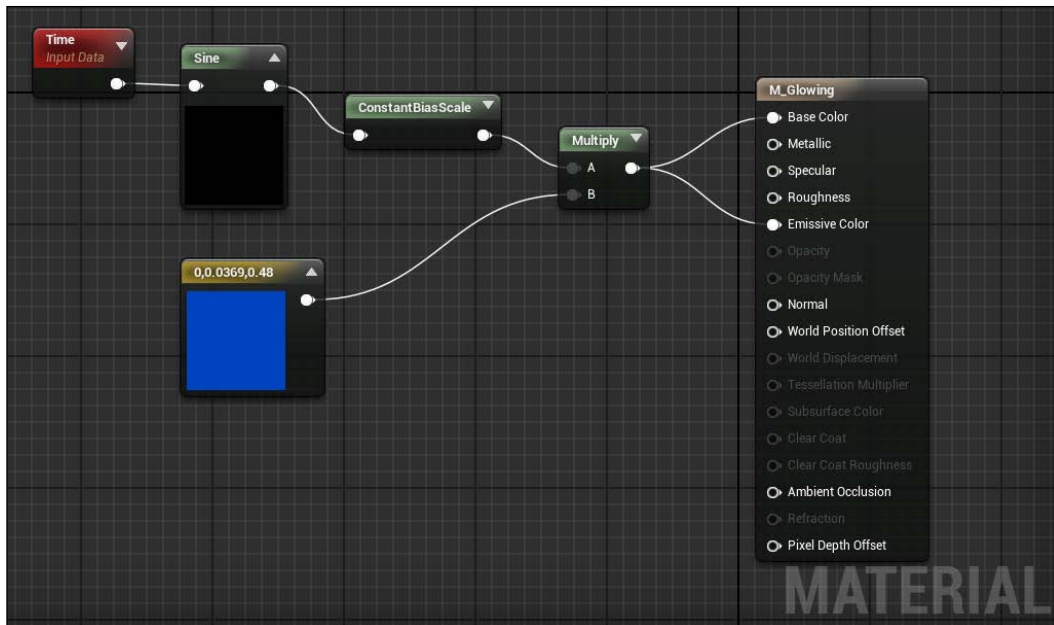 Time
Input Data
Sine
ConstantBiasScale
Multiply
A
B
0,0.0369,0.48
M_Glowing
Base Color
Metallic
Specular
Roughness
Emissive Color
Opacity
Opacity Mask
Normal
World Position Offset
World Displacement
Tessellation Multiplier
Subsurface Color
Clear Coat
Clear Coat Roughness
Ambient Occlusion
Refraction
Pixel Depth Offset
MATERIAL